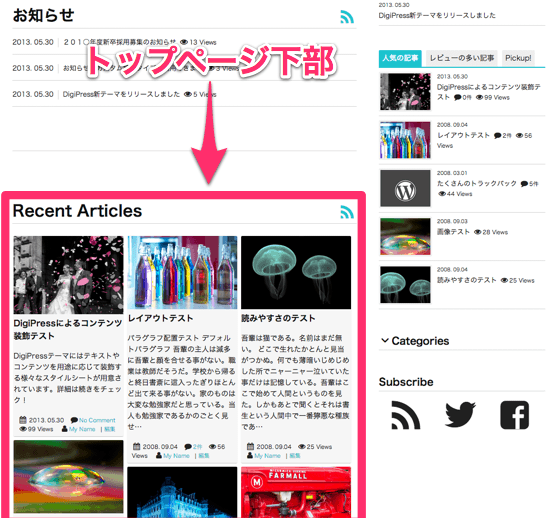 お知らせ
2013. 05.30 ２０１０年度新卒採用募集のお知らせ 13 Views
2013. 05.30
2013. 05.30 DigiPress新テーマをリリースしました 5 Views
トップページ下部
Recent Articles
DigiPressによるコンテンツ装飾テスト
DigiPressテーマにはテキストやコンテンツを用途に応じて装飾する様々なスタイルシートが用意されています。詳細は続きをチェック！
2013. 05.30 No Comment
99 Views My Name | 編集
レイアウトテスト
パラグラフ配置テスト デフォルトパラグラフ 吾輩の主人は滅多に吾輩と顔を合せる事がない。職業は教師だそうだ。学校から帰ると終日書斎に這入ったぎりほとんど出て来る事がない。家のものは大変な勉強家だと思っている。当人も勉強家であるかのごとく見せ…
2008. 09.04 2件 56 Views My Name | 編集
読みやすさのテスト
吾輩は猫である。名前はまだ無い。 どこで生れたかとんと見当がつかぬ。何でも薄暗いじめじめした所でニャーニャー泣いていた事だけは記憶している。吾輩はここで始めて人間というものを見た。しかもあとで聞くとそれは書生という人間中で一番獰悪な種族であ…
2008. 09.04 25 Views
My Name | 編集
M
FARMALL
2013. 05.30
DigiPress新テーマをリリースしました
人気の記事 レビューの多い記事 Pickup!
2013. 05.30
DigiPressによるコンテンツ装飾テスト 0件 99 Views
2008. 09.04
レイアウトテスト 2件 56 Views
2008. 03.01
たくさんのトラックバック 5件 44 Views
2008. 09.03
画像テスト 28 Views
2008. 09.04
読みやすさのテスト 25 Views
Categories
Subscribe